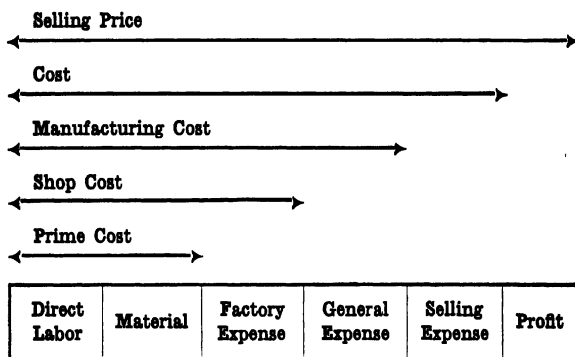 Selling Price
Cost
Manufacturing Cost
Shop Cost
Prime Cost
Direct Labor
Material
Factory Expense
General Expense
Selling Expense
Profit